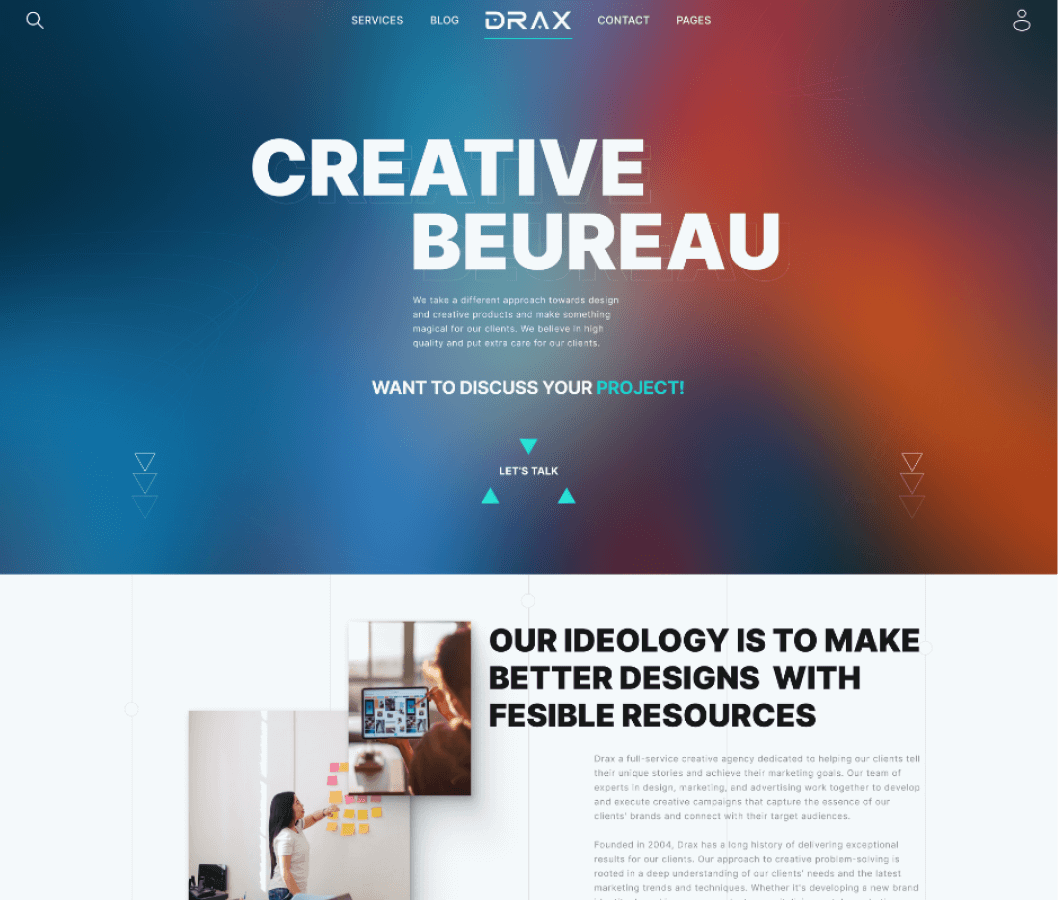 SERVICES BLOG DRAX CONTACT PAGES
CREATIVE
BEUREAU
We take a different approach towards design
and creative products and make something
magical for our clients. We believe in high
quality and put extra care for our clients.
WANT TO DISCUSS YOUR PROJECT!
LET'S TALK
OUR IDEOLOGY IS TO MAKE
BETTER DESIGNS WITH
FESIBLE RESOURCES
Drax a full-service creative agency dedicated to helping our clients tell
their unique stories and achieve their marketing goals. Our team of
experts in design, marketing, and advertising work together to develop
and execute creative campaigns that capture the essence of our
clients' brands and connect with their target audiences.
Founded in 2004, Drax has a long history of delivering exceptional
results for our clients. Our approach to creative problem-solving is
rooted in a deep understanding of our clients' needs and the latest
marketing trends and techniques. Whether it's developing a new brand